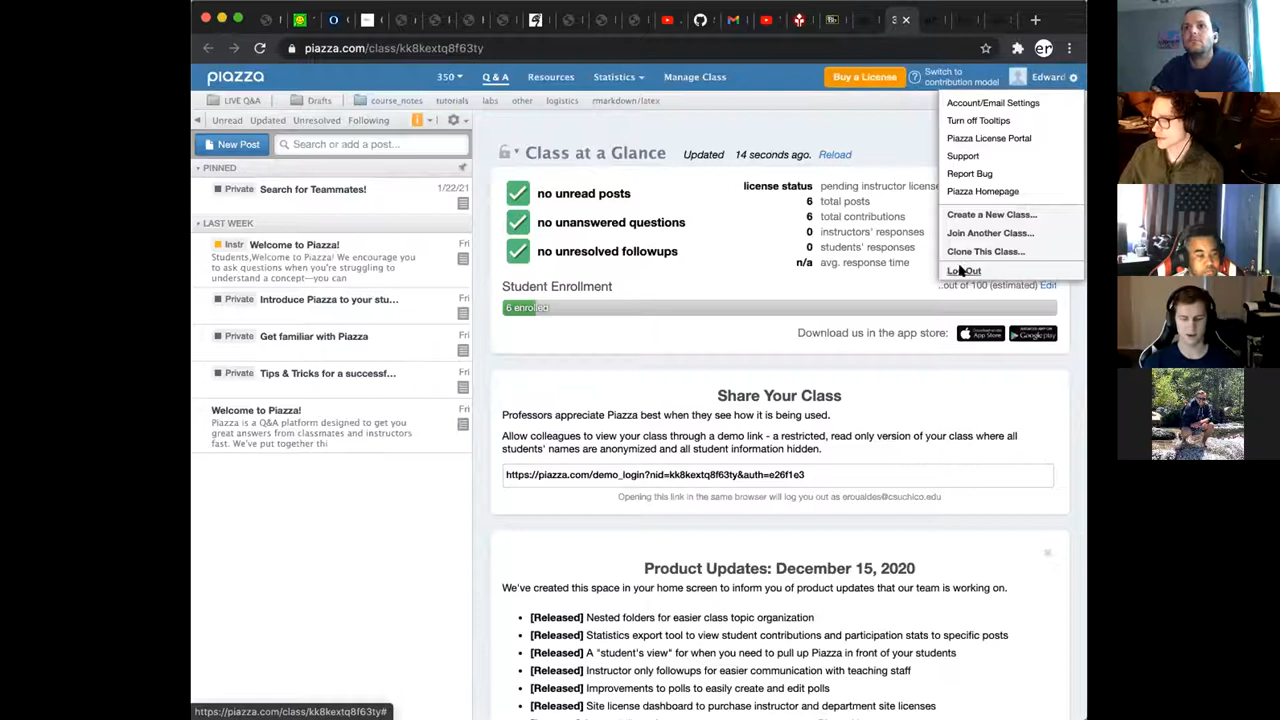 piazza.com/class/kk8kextq8f63ty
er
piazza
350
Q & A
Resources
Statistics
Manage Class
Buy a License
Switch to
contribution model
Edward
LIVE Q&A
Drafts
course_notes
tutorials
labs
other
logistics
rmarkdown/latex
Unread
Updated
Unresolved
Following
New Post
Search or add a post...
PINNED
Private
Search for Teammates!
1/22/21
LAST WEEK
Instr
Welcome to Piazza!
Fri
Students,Welcome to Piazza! We encourage you
to ask questions when you're struggling to
understand a concept—you can
Private
Introduce Piazza to your stu...
Fri
Private
Get familiar with Piazza
Fri
Private
Tips & Tricks for a successf...
Fri
Welcome to Piazza!
Fri
Piazza is a Q&A platform designed to get you
great answers from classmates and instructors
fast. We've put together thi
Class at a Glance
Updated 14 seconds ago. Reload
no unread posts
no unanswered questions
no unresolved followups
license status pending instructor license
6 total posts
6 total contributions
0 instructors' responses
0 students' responses
n/a avg. response time
Student Enrollment
..out of 100 (estimated) Edit
6 enrolled
Download us in the app store:
App Store
Google play
Share Your Class
Professors appreciate Piazza best when they see how it is being used.
Allow colleagues to view your class through a demo link - a restricted, read only version of your class where all
students' names are anonymized and all student information hidden.
https://piazza.com/demo_login?nid=kk8kextq8f63ty&auth=e26f1e3
Opening this link in the same browser will log you out as eroualdes@csuchico.edu
Product Updates: December 15, 2020
We've created this space in your home screen to inform you of product updates that our team is working on.
[Released] Nested folders for easier class topic organization
[Released] Statistics export tool to view student contributions and participation stats to specific posts
[Released] A "student's view" for when you need to pull up Piazza in front of your students
[Released] Instructor only followups for easier communication with teaching staff
[Released] Improvements to polls to easily create and edit polls
[Released] Site license dashboard to purchase instructor and department site licenses
Account/Email Settings
Turn off Tooltips
Piazza License Portal
Support
Report Bug
Piazza Homepage
Create a New Class...
Join Another Class...
Clone This Class...
Log Out
https://piazza.com/class/kk8kextq8f63ty#